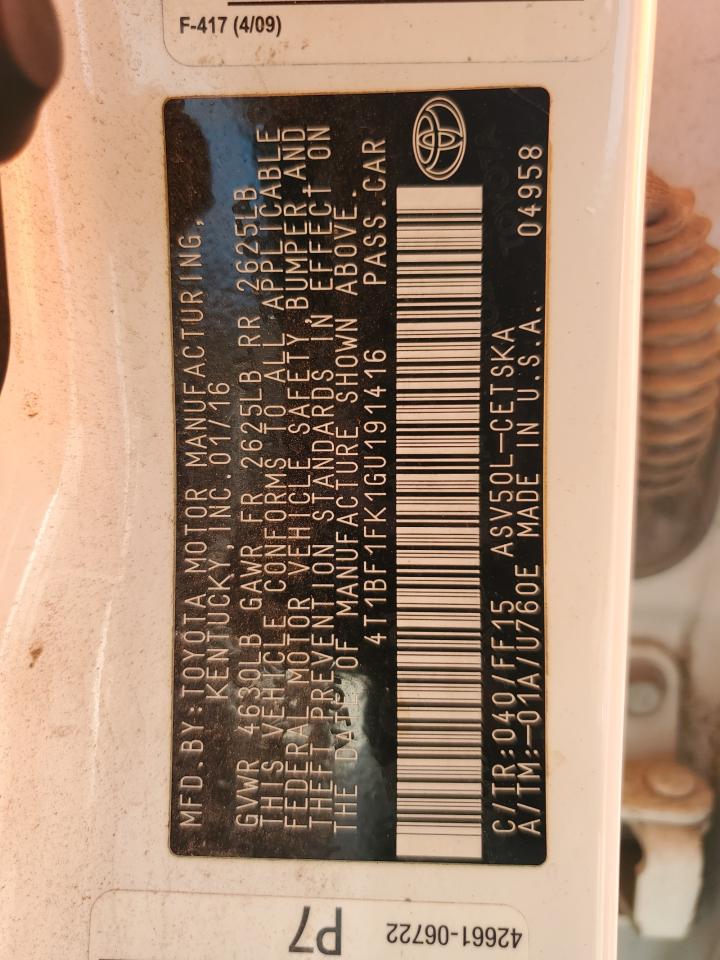 F-417 (4/09)
MFD.BY:TOYOTA MOTOR MANUFACTURING,
KENTUCKY,INC.01/16
GVWR 4630LB GAWR FR 2625LB RR 2625LB
THIS VEHICLE CONFORMS TO ALL APPLICABLE
FEDERAL MOTOR VEHICLE SAFETY,BUMPER,AND
THEFT PREVENTION STANDARDS IN EFFECT ON
THE DATE OF MANUFACTURE SHOWN ABOVE.
4T1BF1FK1GU191416 PASS.CAR
C/TR:040/FF15 ASV50L-CETSKA
A/TM:-01A/U760E MADE IN U.S.A. 04958
P7
42661-06722